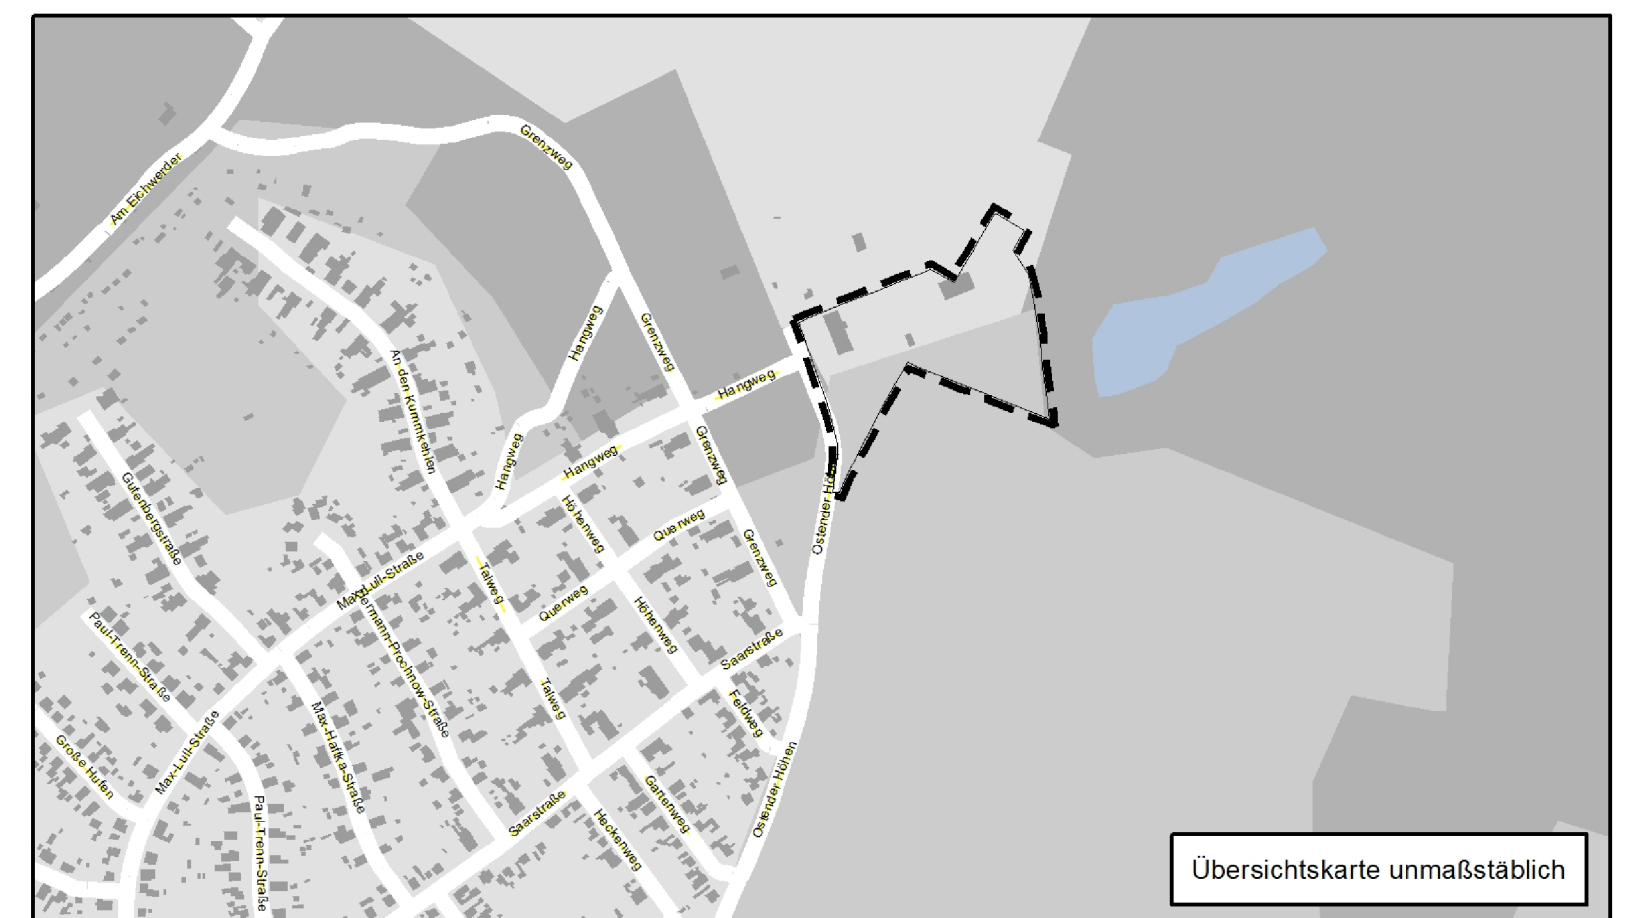 Grenzweg
Am Eichwerder
Hangweg
Grenzweg
An den Kummkehlen
Hangweg
Hangweg
Hangweg
Grenzweg
Gutenbergstraße
Höhenweg
Querweg
Ostender Höhen
Max-Lull-Straße
Talweg
Grenzweg
Querweg
Hermann-Prochnow-Straße
Höhenweg
Paul-Trenn-Straße
Saarstraße
Talweg
Feldweg
Max-Lull-Straße
Max-Hafka-Straße
Große Hufen
Ostender Höhen
Gartenweg
Saarstraße
Heckenweg
Paul-Trenn-Straße
Übersichtskarte unmaßstäblich